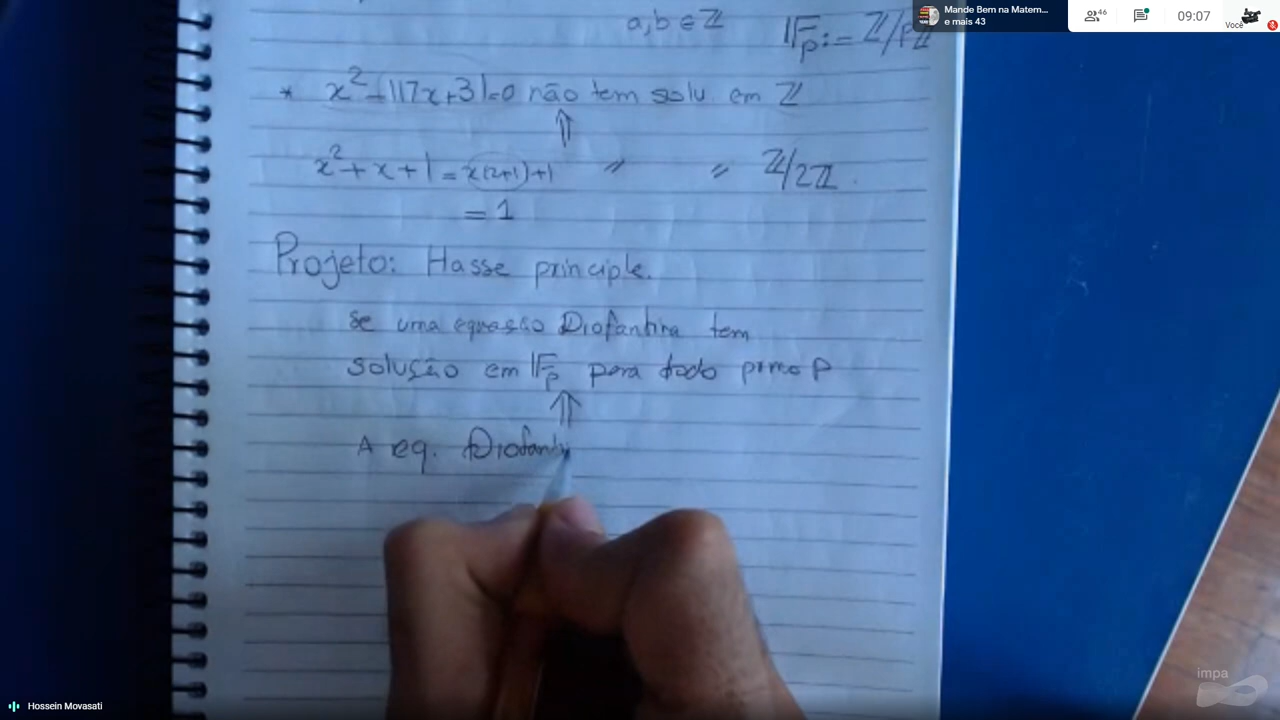 Mande Bem na Matem...
e mais 43
46
09:07
Você
a, b ∈ ℤ 𝔽p := ℤ/pℤ
* x² + 117x + 31 = 0 não tem solu em ℤ
⇑
x² + x + 1 = x(x+1)+1 〃 〃 ℤ/2ℤ.
= 1
Projeto: Hasse principle.
Se uma equação Diofantina tem
solução em 𝔽p para todo primo p
⇑
A eq. Diofanti
impa
Hossein Movasati